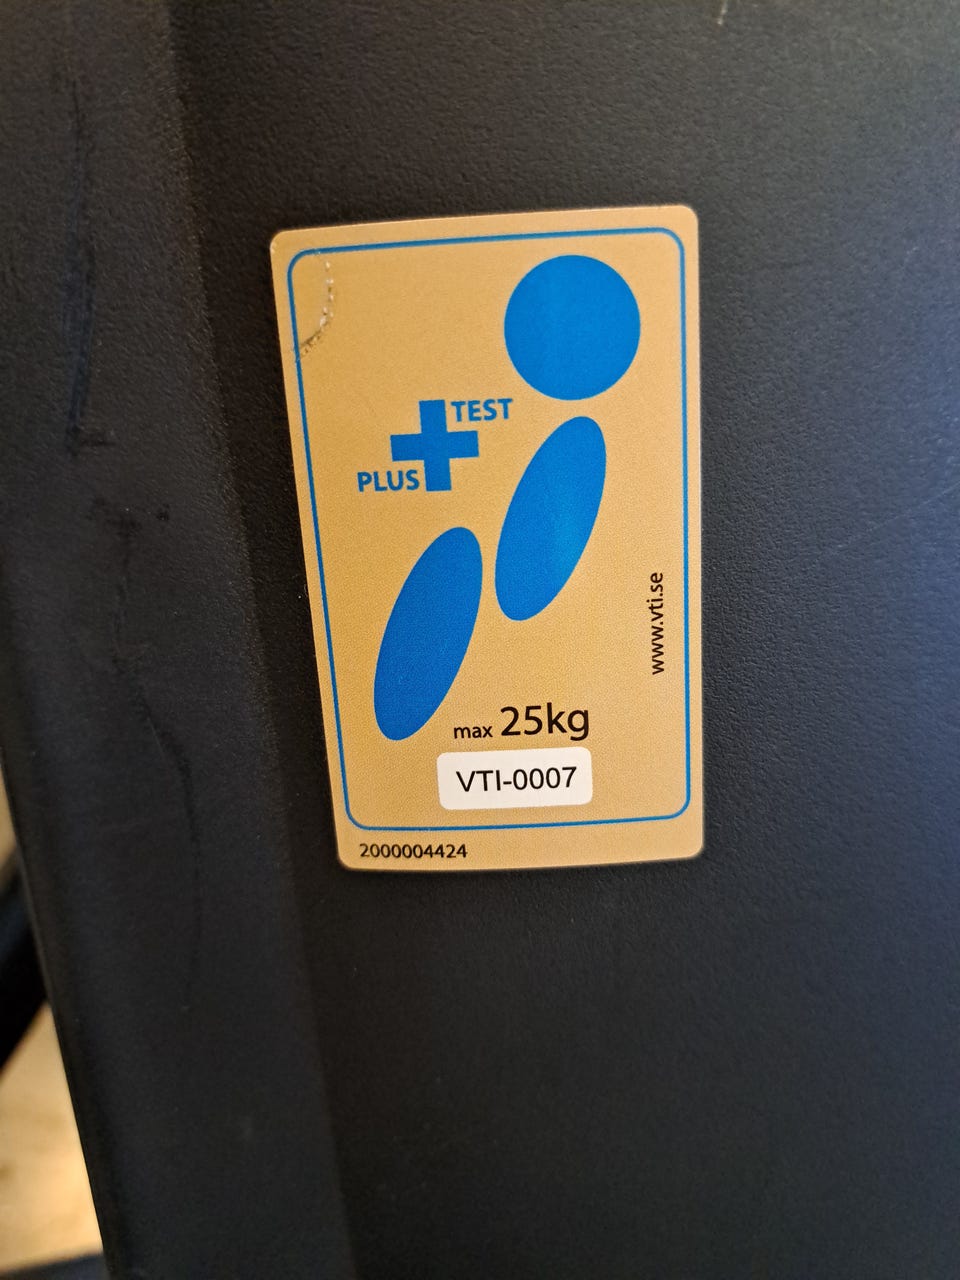 TEST
PLUS
www.vti.se
max 25kg
VTI-0007
2000004424